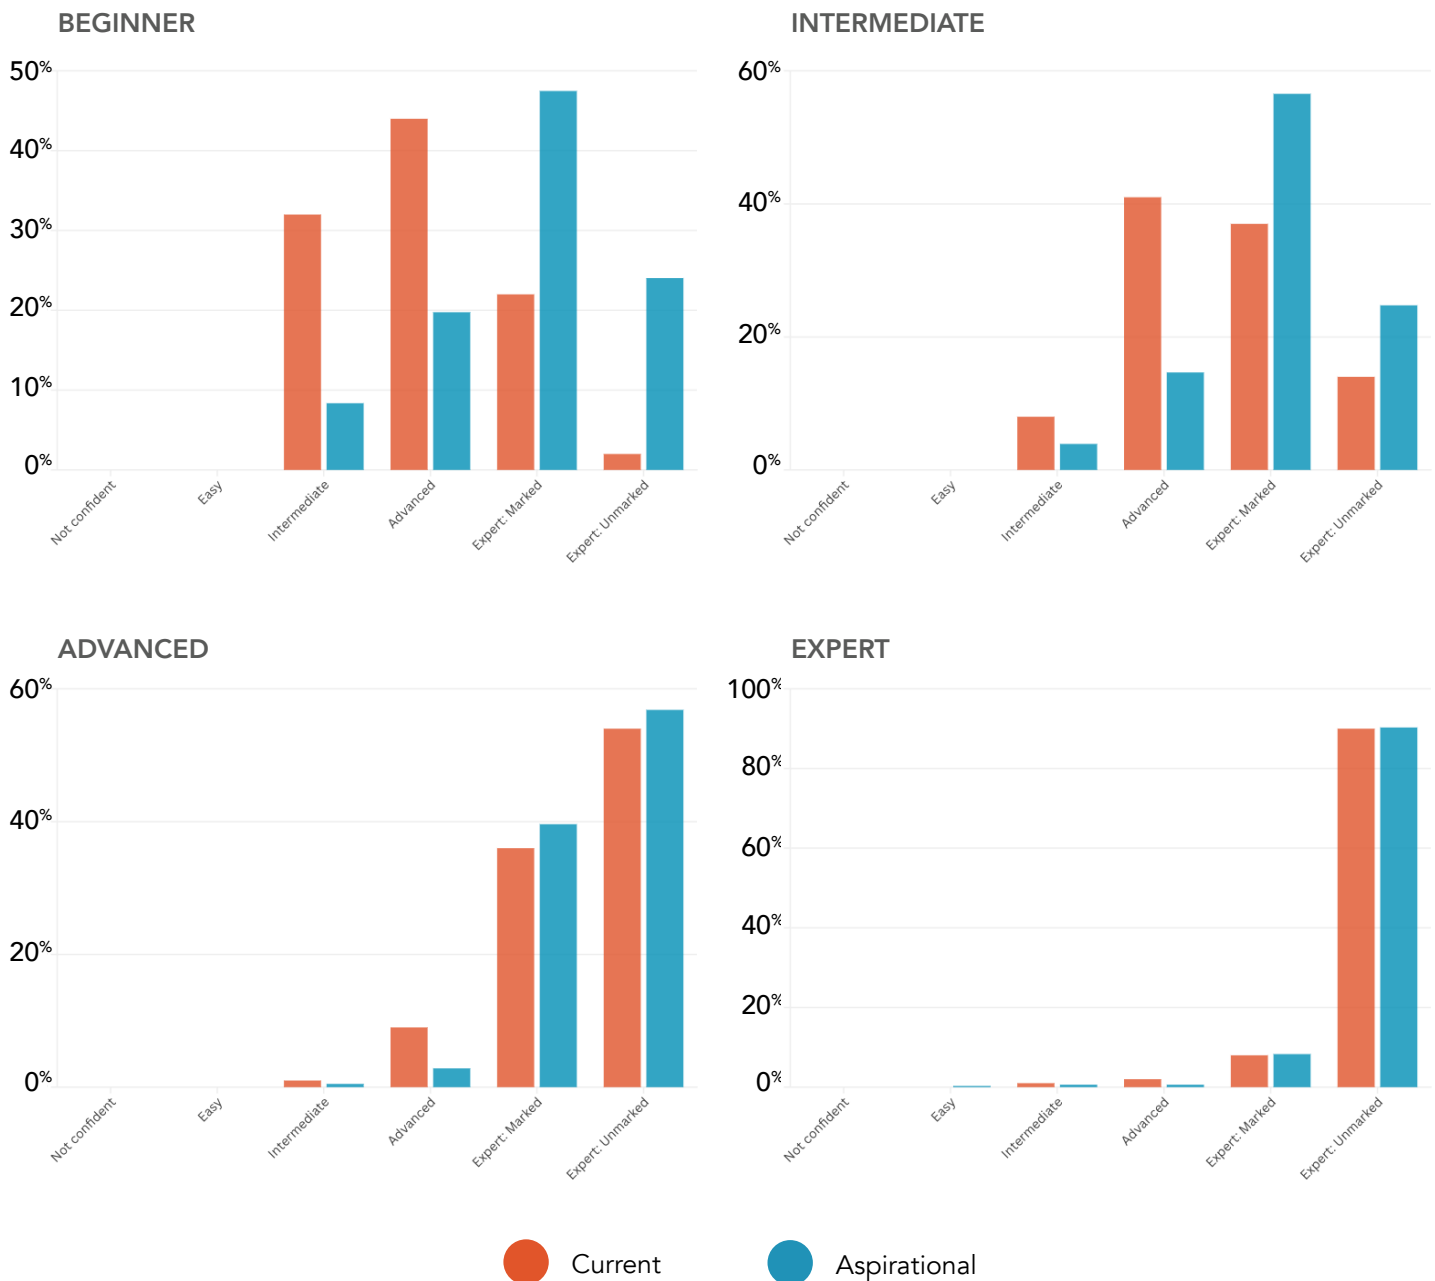 BEGINNER
50%
40%
30%
20%
10%
0%
Not confident
Easy
Intermediate
Advanced
Expert: Marked
Expert: Unmarked
INTERMEDIATE
60%
40%
20%
0%
Not confident
Easy
Intermediate
Advanced
Expert: Marked
Expert: Unmarked
ADVANCED
60%
40%
20%
0%
Not confident
Easy
Intermediate
Advanced
Expert: Marked
Expert: Unmarked
EXPERT
100%
80%
60%
40%
20%
0%
Not confident
Easy
Intermediate
Advanced
Expert: Marked
Expert: Unmarked
Current
Aspirational